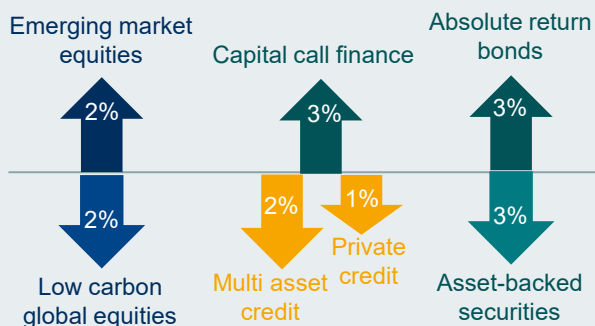 Emerging market
equities
Capital call finance
Absolute return
bonds
2%
3%
3%
2%
2%
1%
3%
Low carbon
global equities
Multi asset
credit
Private
credit
Asset-backed
securities